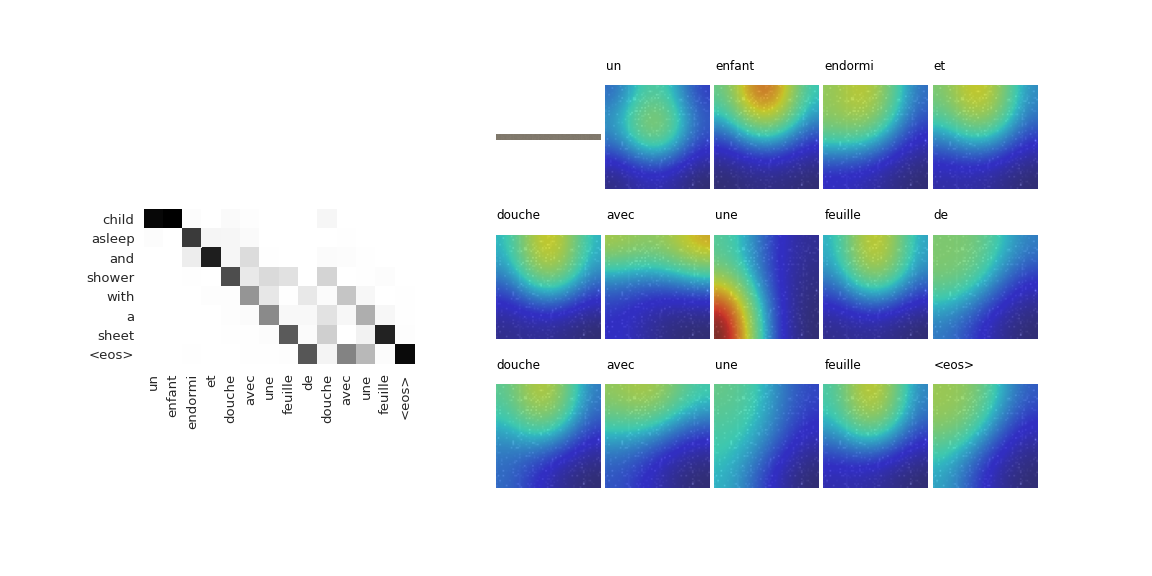 un enfant endormi et
douche avec une feuille de
douche avec une feuille <eos>
child
asleep
and
shower
with
a
sheet
<eos>
un enfant endormi et douche avec une feuille de douche avec une feuille <eos>